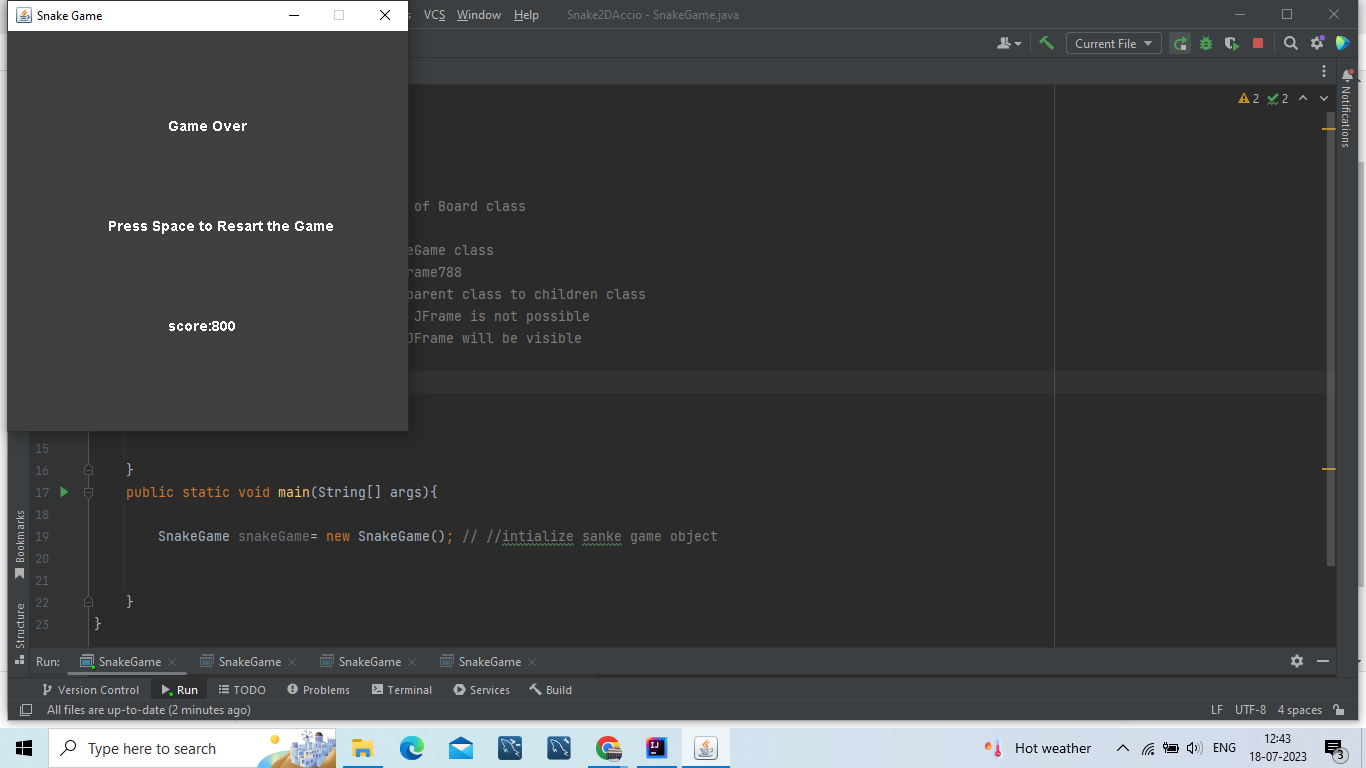 Snake Game
VCS Window Help Snake2DAccio - SnakeGame.java
Current File
Game Over
Press Space to Resart the Game
score:800
2 2
Notifications
of Board class
eGame class
rame788
parent class to children class
JFrame is not possible
JFrame will be visible
15
16 }
17 public static void main(String[] args){
18
19 SnakeGame snakeGame= new SnakeGame(); // //intialize sanke game object
20
21
22 }
23 }
Bookmarks
Structure
Run: SnakeGame SnakeGame SnakeGame SnakeGame
Version Control Run TODO Problems Terminal Services Build
All files are up-to-date (2 minutes ago) LF UTF-8 4 spaces
Type here to search Hot weather ENG 12:43
18-07-2023 3